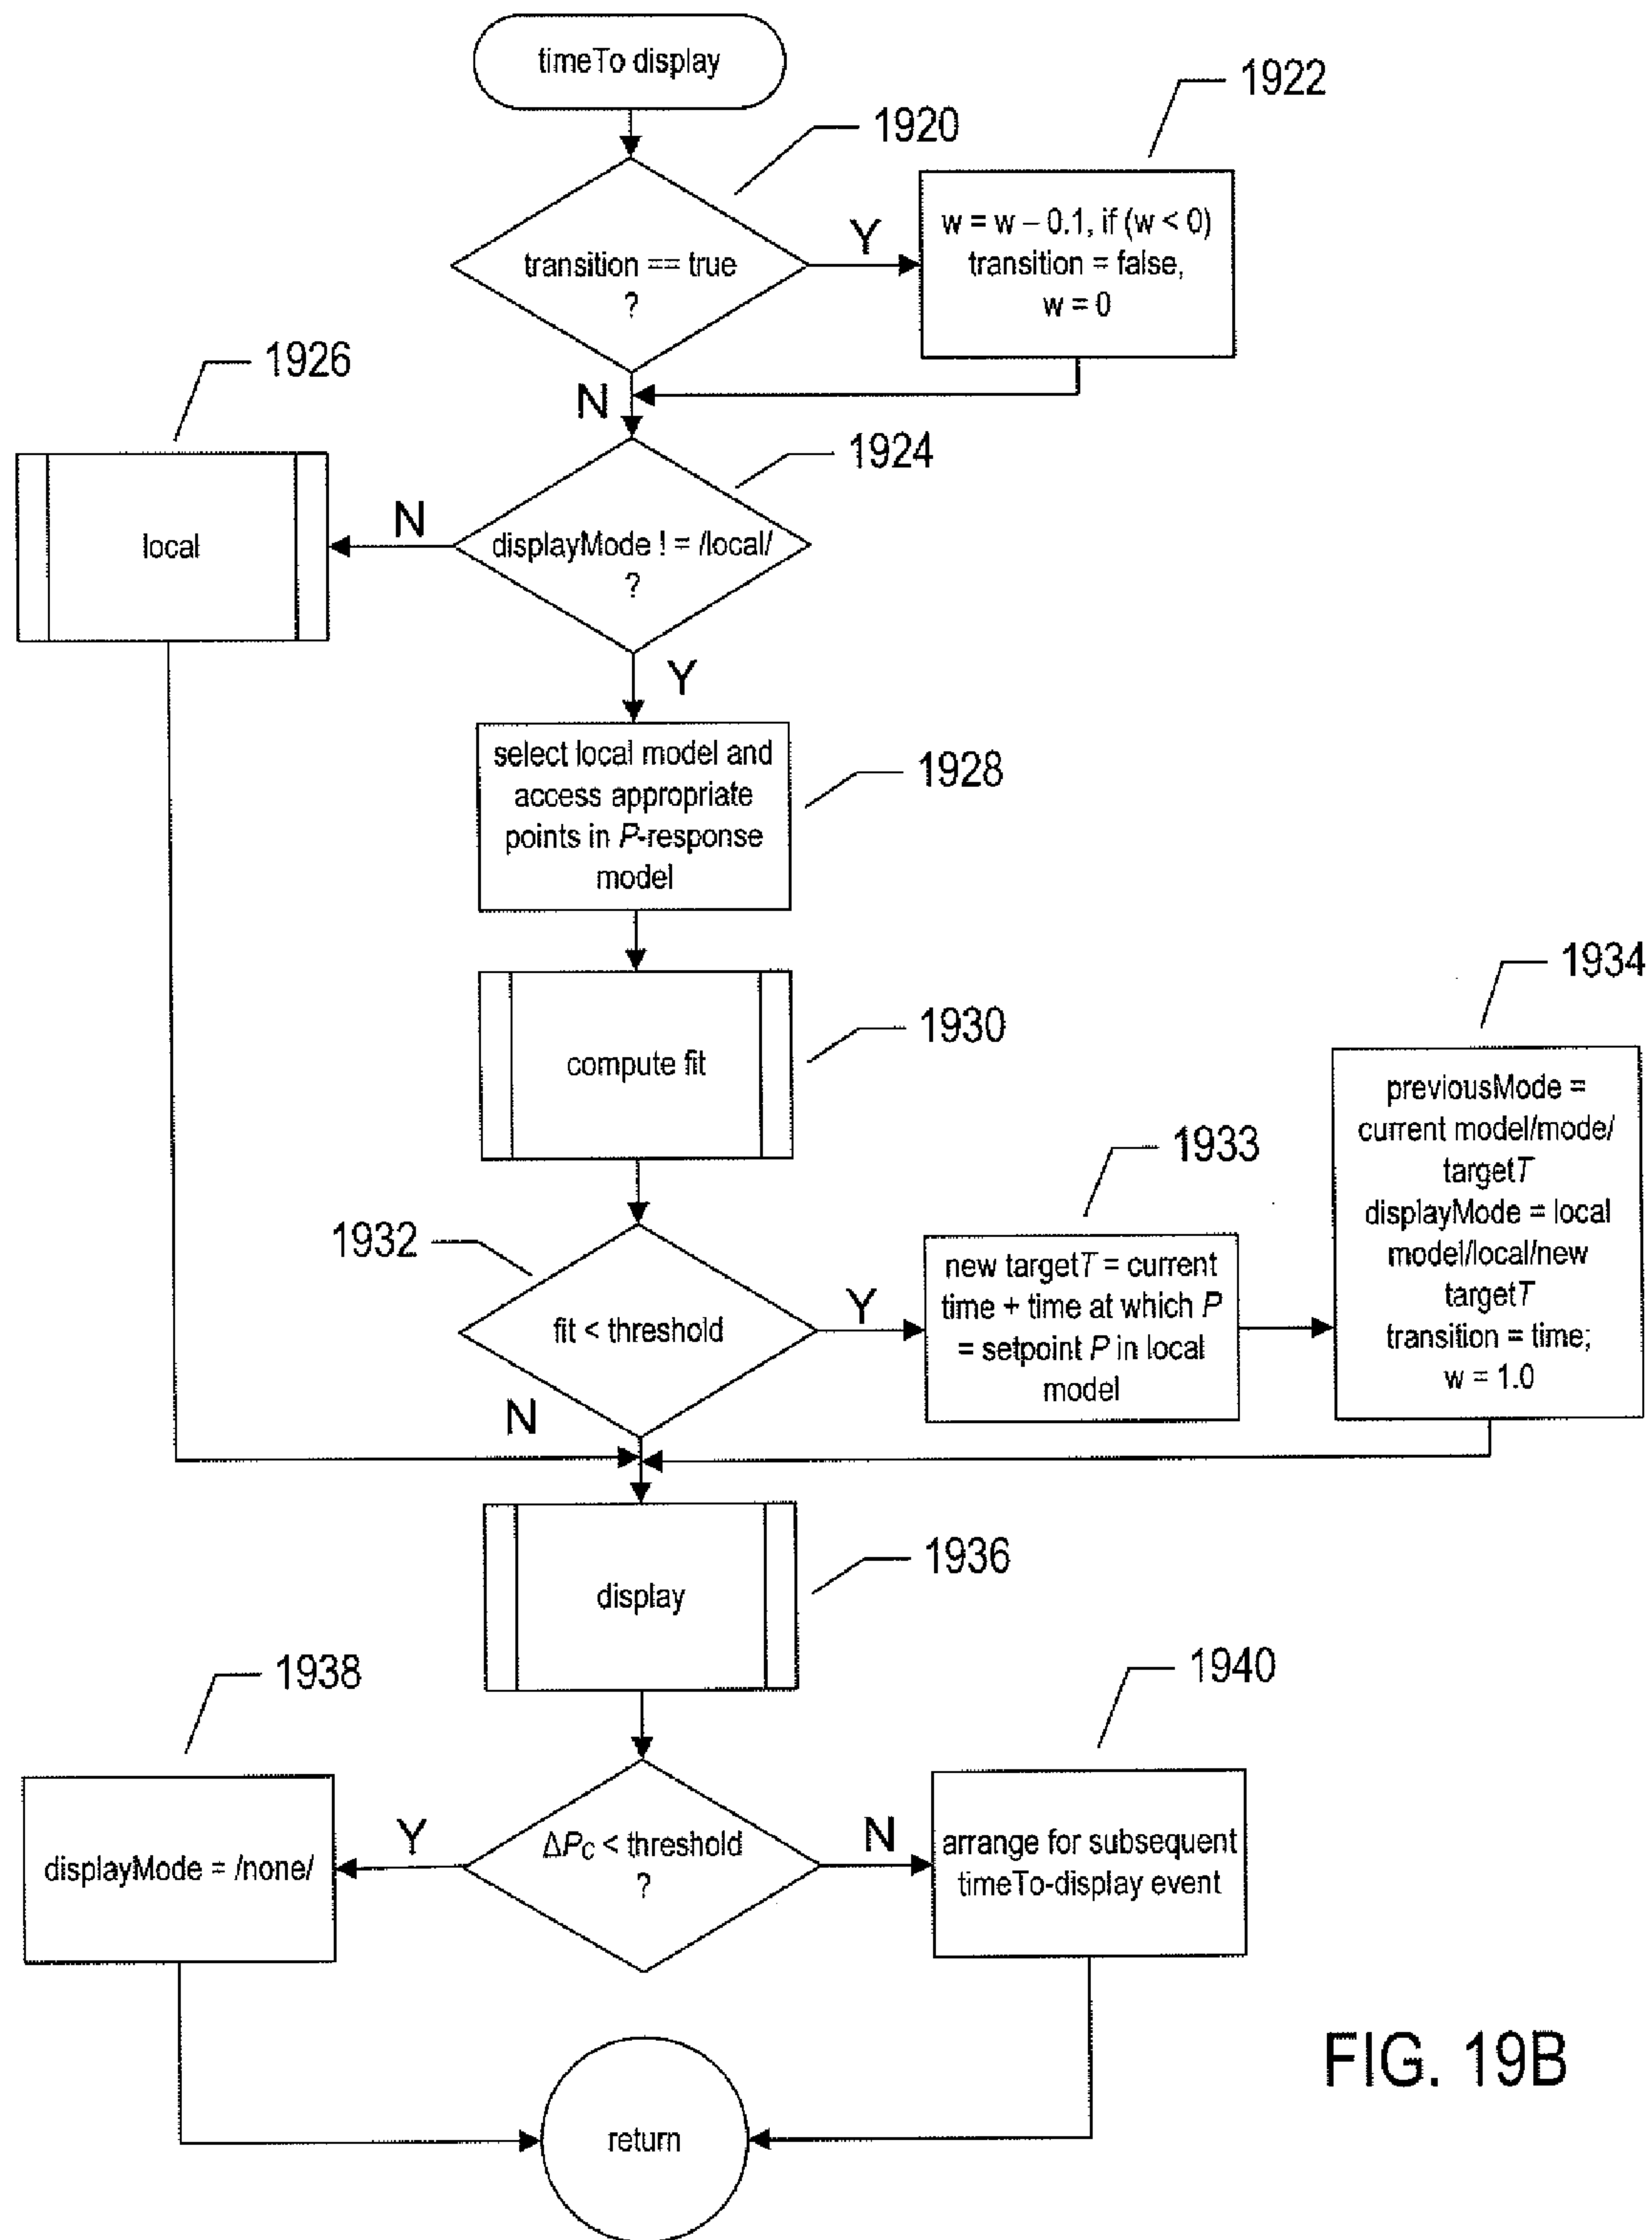 timeTo display
1920
1922
transition == true
?
Y
w = w – 0.1, if (w < 0)
transition = false,
w = 0
N
1926
1924
local
N
displayMode ! = /local/
?
Y
select local model and
access appropriate
points in P-response
model
1928
compute fit
1930
1934
previousMode =
current model/mode/
targetT
displayMode = local
model/local/new
targetT
transition = time;
w = 1.0
1932
1933
fit < threshold
Y
new targetT = current
time + time at which P
= setpoint P in local
model
N
display
1936
1938
1940
displayMode = /none/
Y
ΔPC < threshold
?
N
arrange for subsequent
timeTo-display event
return
FIG. 19B